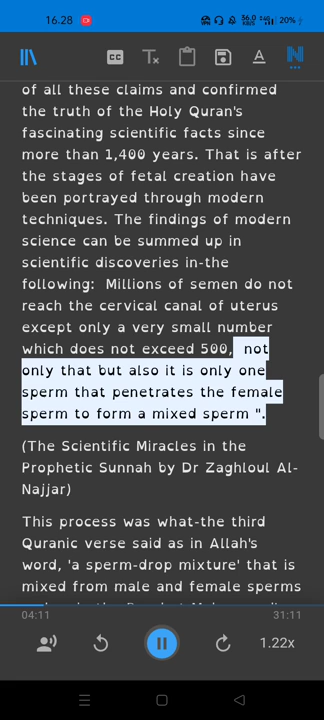 16.28
56.0 KB/S
20%
CC
T×
A
N
of all these claims and confirmed
the truth of the Holy Quran's
fascinating scientific facts since
more than 1,400 years. That is after
the stages of fetal creation have
been portrayed through modern
techniques. The findings of modern
science can be summed up in
scientific discoveries in-the
following:  Millions of semen do not
reach the cervical canal of uterus
except only a very small number
which does not exceed 500,  not
only that but also it is only one
sperm that penetrates the female
sperm to form a mixed sperm ".
(The Scientific Miracles in the
Prophetic Sunnah by Dr Zaghloul Al-
Najjar)
This process was what-the third
Quranic verse said as in Allah's
word, 'a sperm-drop mixture' that is
mixed from male and female sperms
04:11
31:11
1.22x